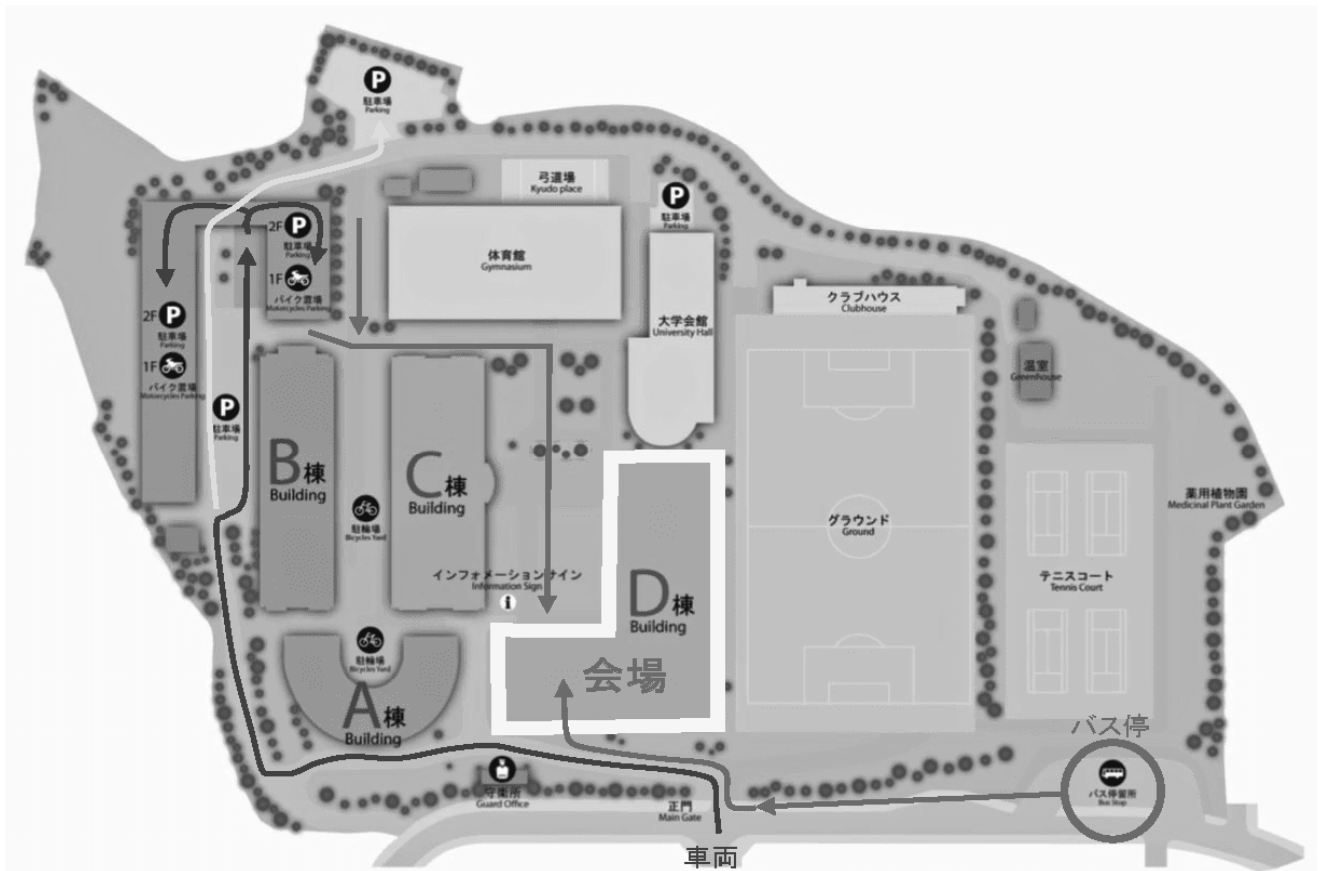 P
駐車場
Parking
弓道場
Kyudo place
P
駐車場
Parking
2F P
駐車場
Parking
1F
バイク置場
Motorcycles Parking
体育館
Gymnasium
クラブハウス
Clubhouse
大学会館
University Hall
2F P
駐車場
Parking
1F
バイク置場
Motorcycles Parking
温室
Greenhouse
P
駐車場
Parking
B棟
Building
C棟
Building
駐輪場
Bicycles Yard
薬用植物園
Medicinal Plant Garden
グラウンド
Ground
インフォメーションサイン
Information Sign
i
テニスコート
Tennis Court
D棟
Building
駐輪場
Bicycles Yard
会場
A棟
Building
バス停
守衛所
Guard Office
正門
Main Gate
バス停留所
Bus Stop
車両